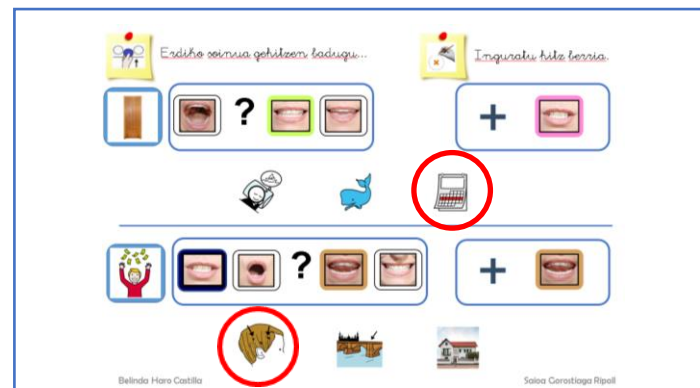 Erdiko soinua gehitzen badugu...
Inguratu hitz berria.
?
+
?
+
Belinda Haro Castilla
Saioa Gorostiaga Ripoll